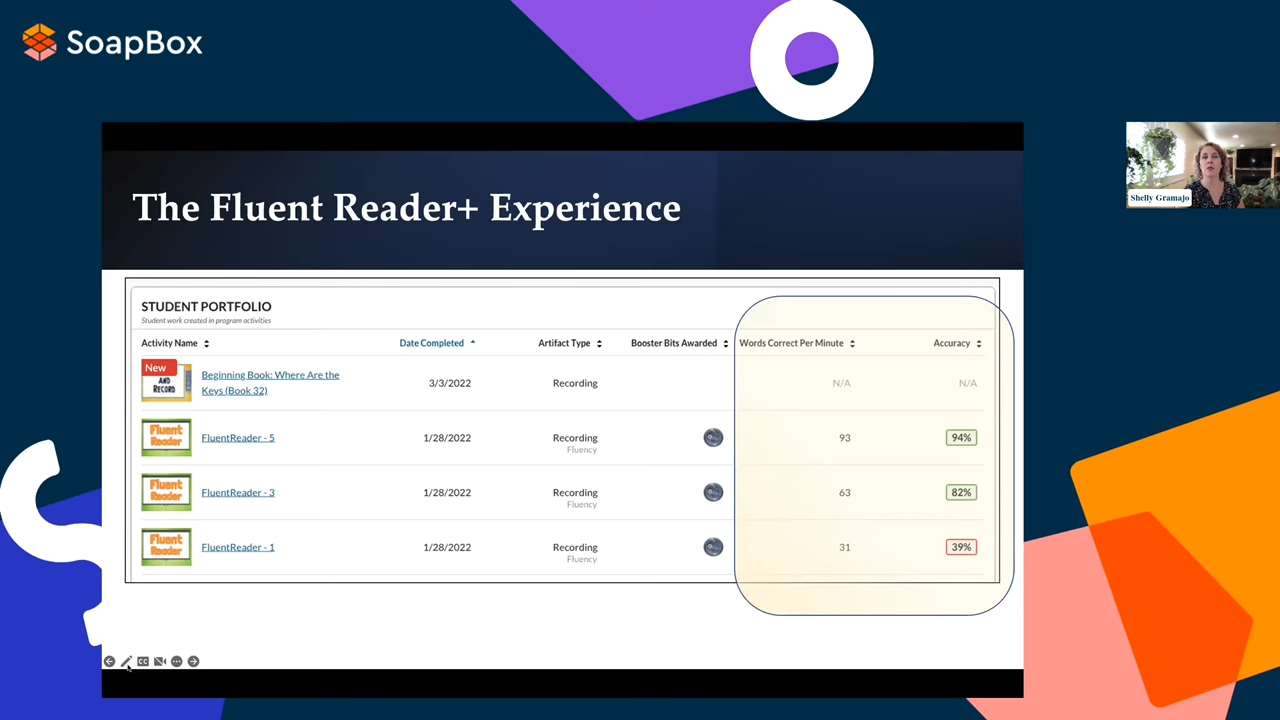 SoapBox
Shelly Gramajo
The Fluent Reader+ Experience
STUDENT PORTFOLIO
Student work created in program activities
Activity Name Date Completed Artifact Type Booster Bits Awarded Words Correct Per Minute Accuracy
New
AND
RECORD
Beginning Book: Where Are the
Keys (Book 32)
3/3/2022 Recording N/A N/A
Fluent
Reader
FluentReader - 5 1/28/2022 Recording 93 94%
Fluency
Fluent
Reader
FluentReader - 3 1/28/2022 Recording 63 82%
Fluency
Fluent
Reader
FluentReader - 1 1/28/2022 Recording 31 39%
Fluency
CC